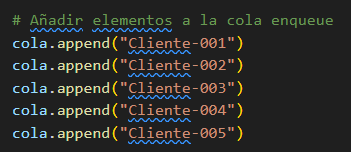 # Añadir elementos a la cola enqueue
cola.append("Cliente-001")
cola.append("Cliente-002")
cola.append("Cliente-003")
cola.append("Cliente-004")
cola.append("Cliente-005")